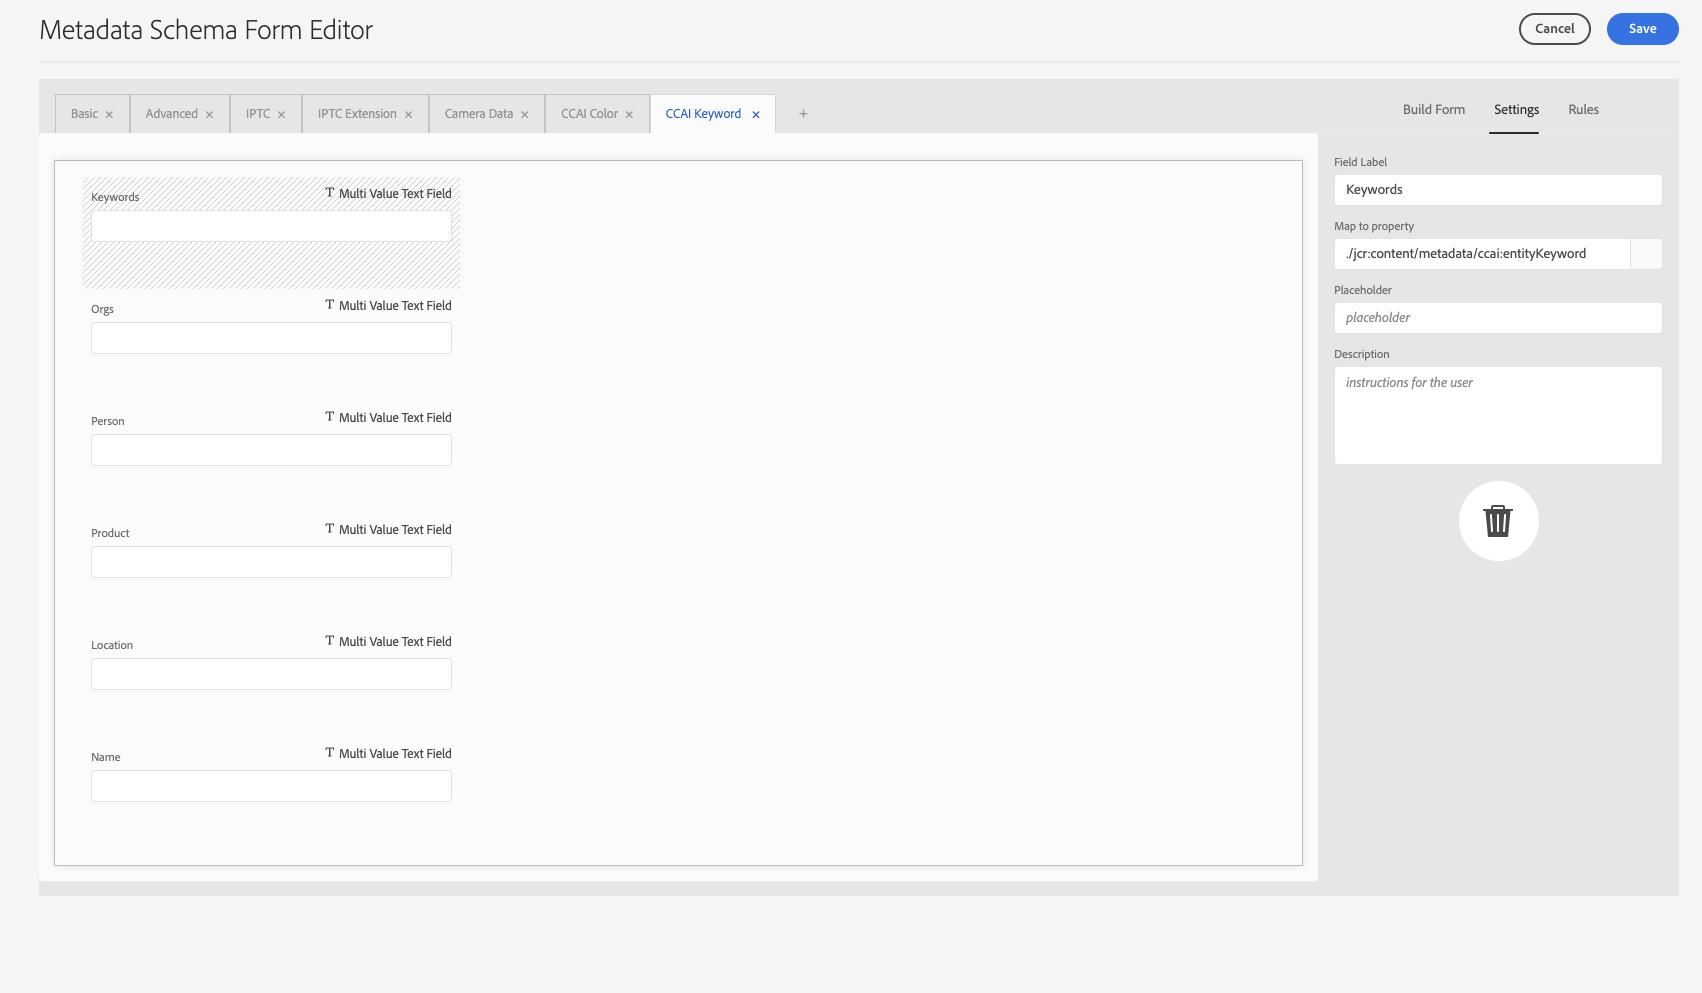 Metadata Schema Form Editor
Cancel
Save
Basic ×
Advanced ×
IPTC ×
IPTC Extension ×
Camera Data ×
CCAI Color ×
CCAI Keyword ×
+
Build Form
Settings
Rules
Keywords
T Multi Value Text Field
Orgs
T Multi Value Text Field
Person
T Multi Value Text Field
Product
T Multi Value Text Field
Location
T Multi Value Text Field
Name
T Multi Value Text Field
Field Label
Keywords
Map to property
./jcr:content/metadata/ccai:entityKeyword
Placeholder
placeholder
Description
instructions for the user